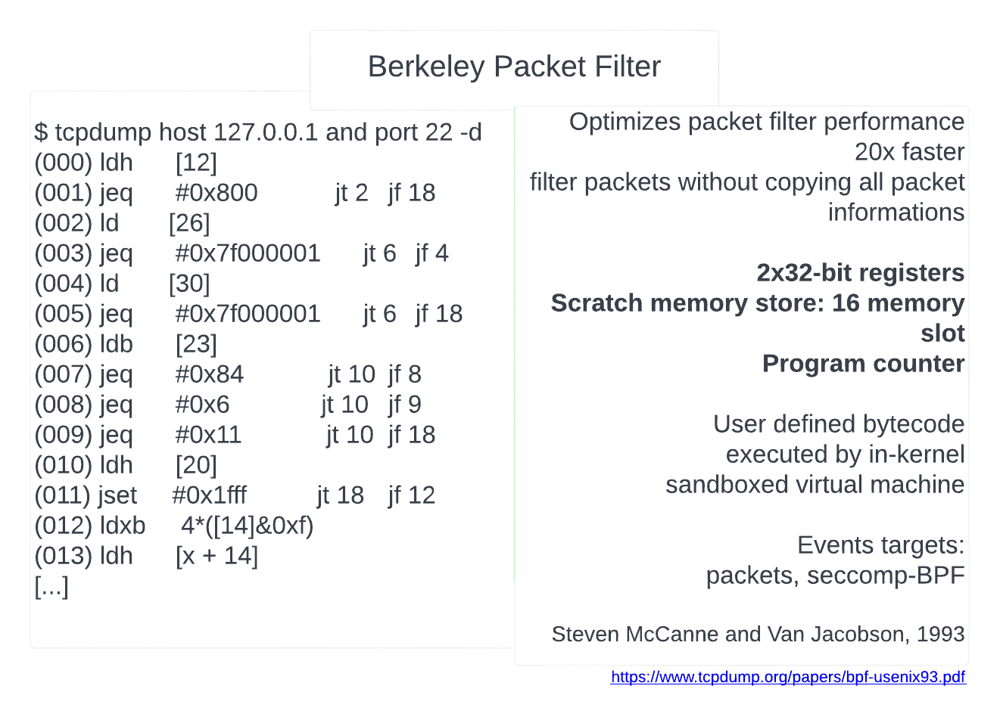 Berkeley Packet Filter
$ tcpdump host 127.0.0.1 and port 22 -d
(000) ldh [12]
(001) jeq #0x800 jt 2 jf 18
(002) ld [26]
(003) jeq #0x7f000001 jt 6 jf 4
(004) ld [30]
(005) jeq #0x7f000001 jt 6 jf 18
(006) ldb [23]
(007) jeq #0x84 jt 10 jf 8
(008) jeq #0x6 jt 10 jf 9
(009) jeq #0x11 jt 10 jf 18
(010) ldh [20]
(011) jset #0x1fff jt 18 jf 12
(012) ldxb 4*([14]&0xf)
(013) ldh [x + 14]
[...]
Optimizes packet filter performance
20x faster
filter packets without copying all packet
informations
2x32-bit registers
Scratch memory store: 16 memory
slot
Program counter
User defined bytecode
executed by in-kernel
sandboxed virtual machine
Events targets:
packets, seccomp-BPF
Steven McCanne and Van Jacobson, 1993
https://www.tcpdump.org/papers/bpf-usenix93.pdf